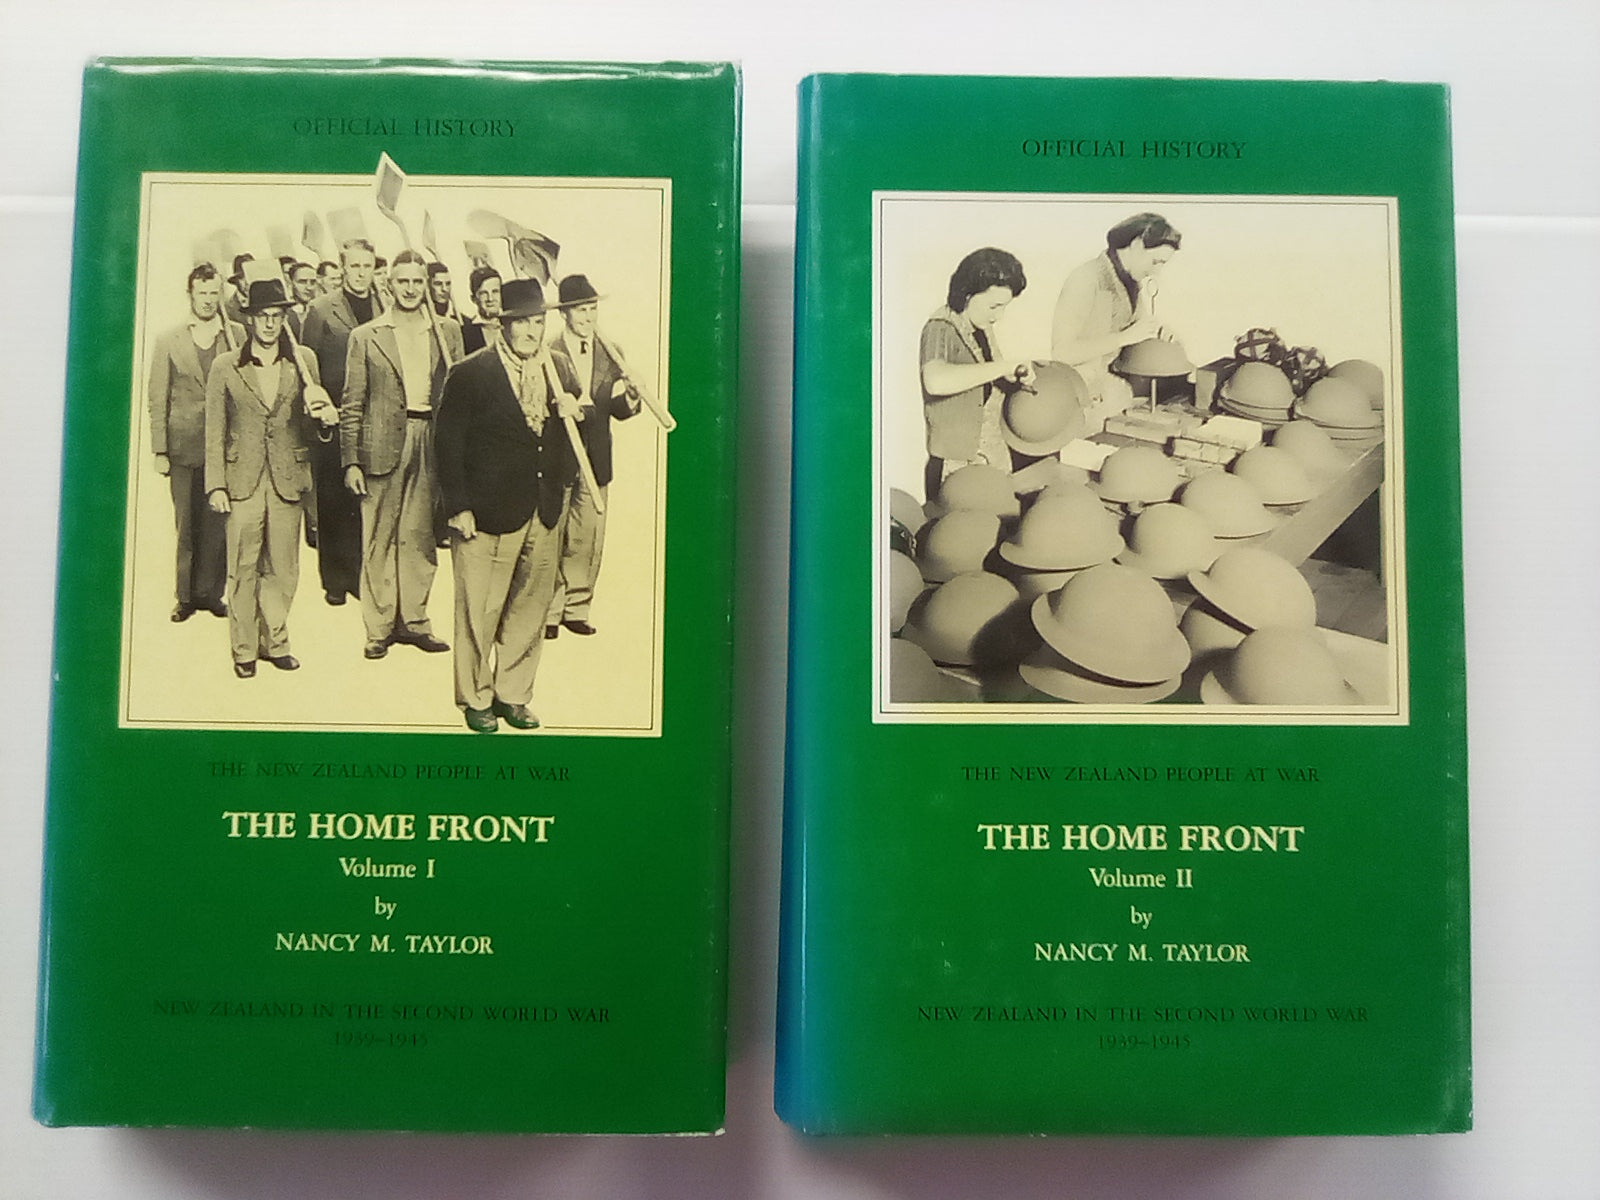 OFFICIAL HISTORY
THE NEW ZEALAND PEOPLE AT WAR
THE HOME FRONT
Volume I
by
NANCY M. TAYLOR
NEW ZEALAND IN THE SECOND WORLD WAR
1939–1945
OFFICIAL HISTORY
THE NEW ZEALAND PEOPLE AT WAR
THE HOME FRONT
Volume II
by
NANCY M. TAYLOR
NEW ZEALAND IN THE SECOND WORLD WAR
1939–1945